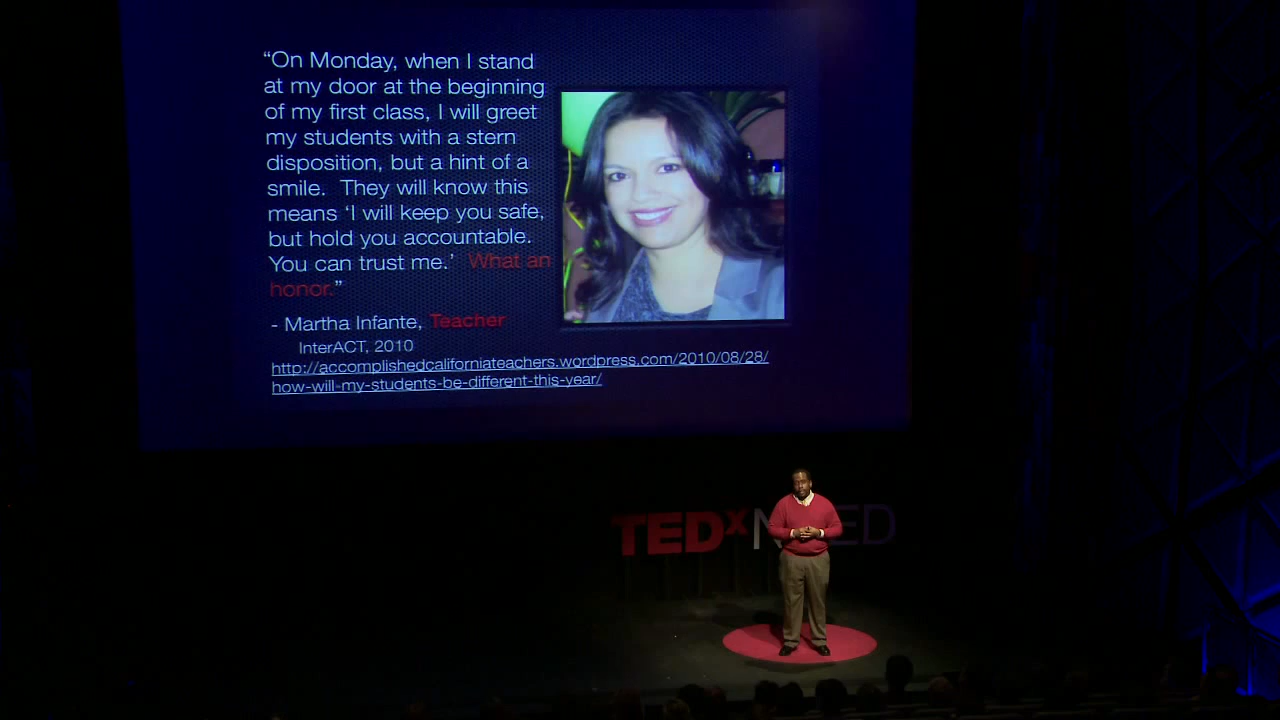 “On Monday, when I stand
at my door at the beginning
of my first class, I will greet
my students with a stern
disposition, but a hint of a
smile. They will know this
means ‘I will keep you safe,
but hold you accountable.
You can trust me.’ What an
honor.”
- Martha Infante, Teacher
InterACT, 2010
http://accomplishedcaliforniateachers.wordpress.com/2010/08/28/
how-will-my-students-be-different-this-year/
TEDx N ED